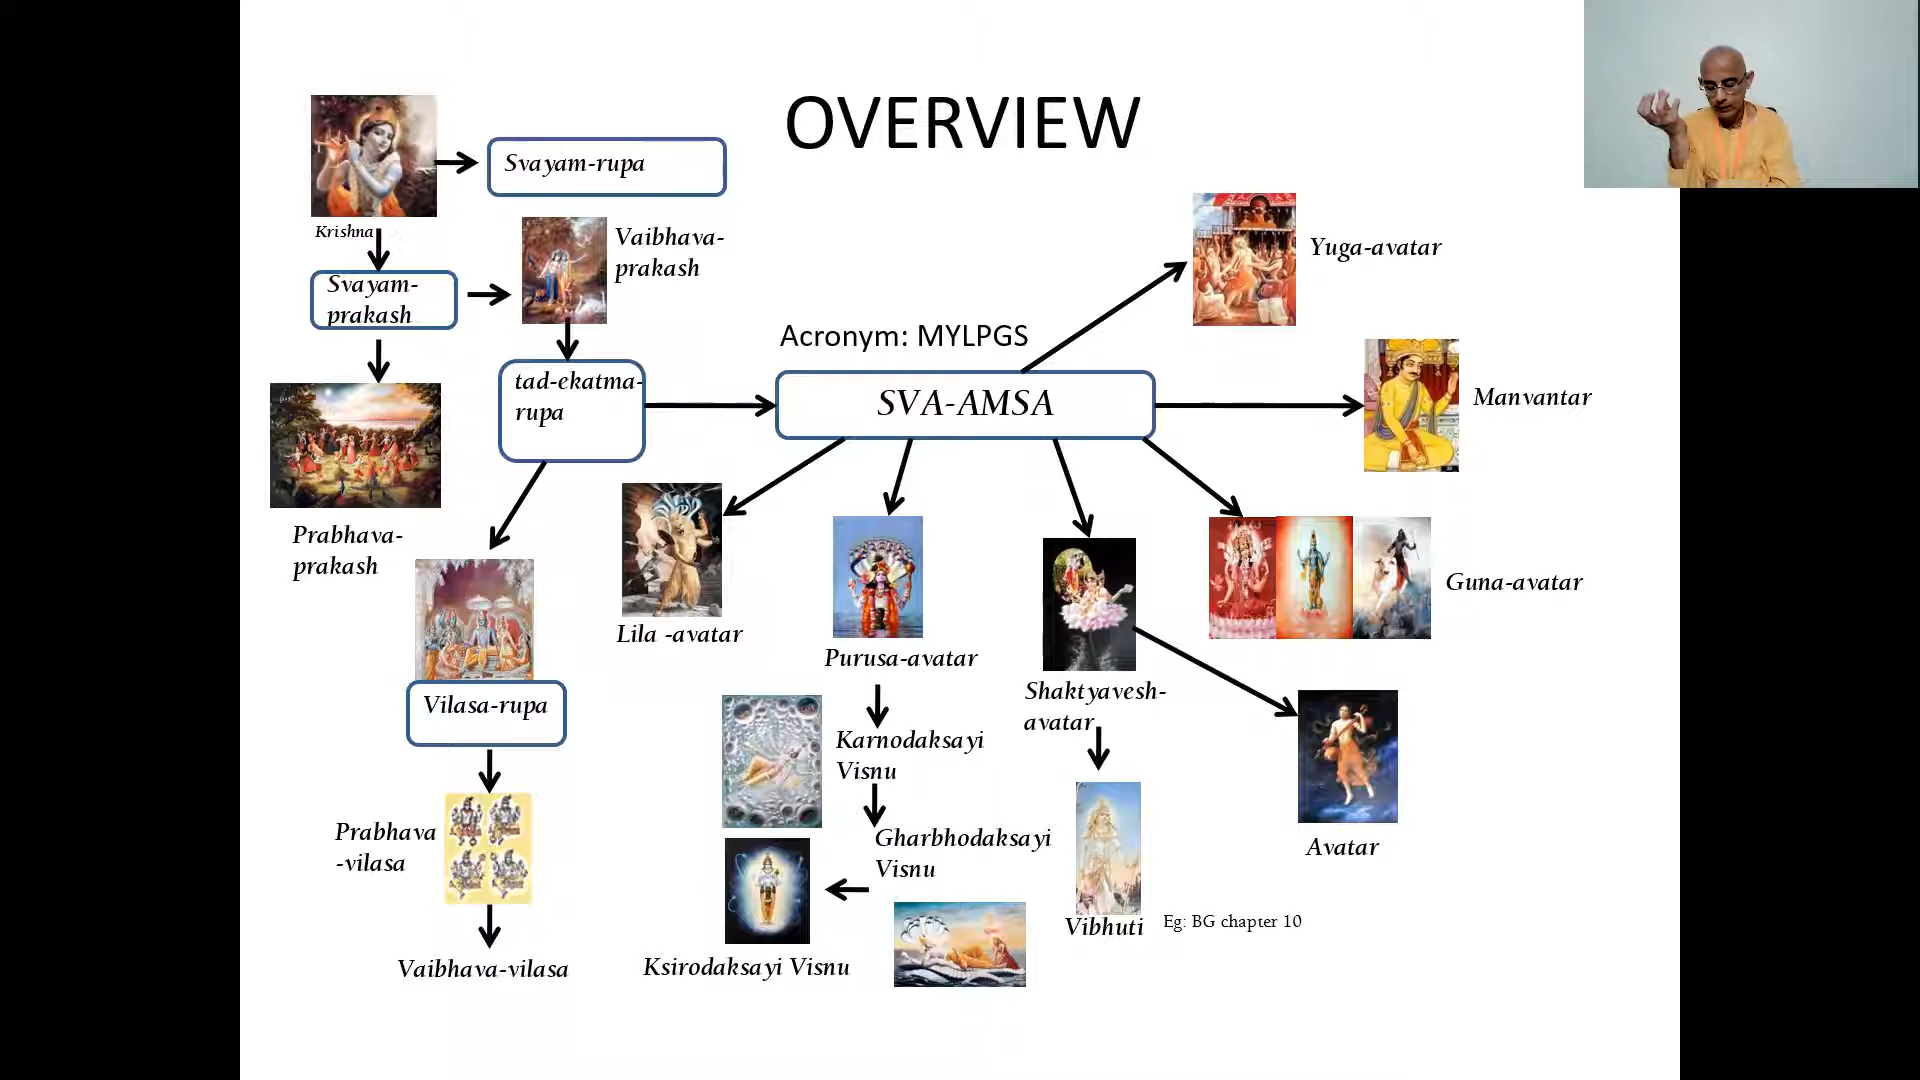 OVERVIEW
Svayam-rupa
Krishna
Vaibhava-
prakash
Svayam-
prakash
Yuga-avatar
Acronym: MYLPGS
tad-ekatma-
rupa
SVA-AMSA
Manvantar
Prabhava-
prakash
Lila -avatar
Purusa-avatar
Guna-avatar
Shaktyavesh-
avatar
Vilasa-rupa
Karnodaksayi
Visnu
Prabhava
-vilasa
Gharbhodaksayi
Visnu
Avatar
Vibhuti
Eg: BG chapter 10
Vaibhava-vilasa
Ksirodaksayi Visnu